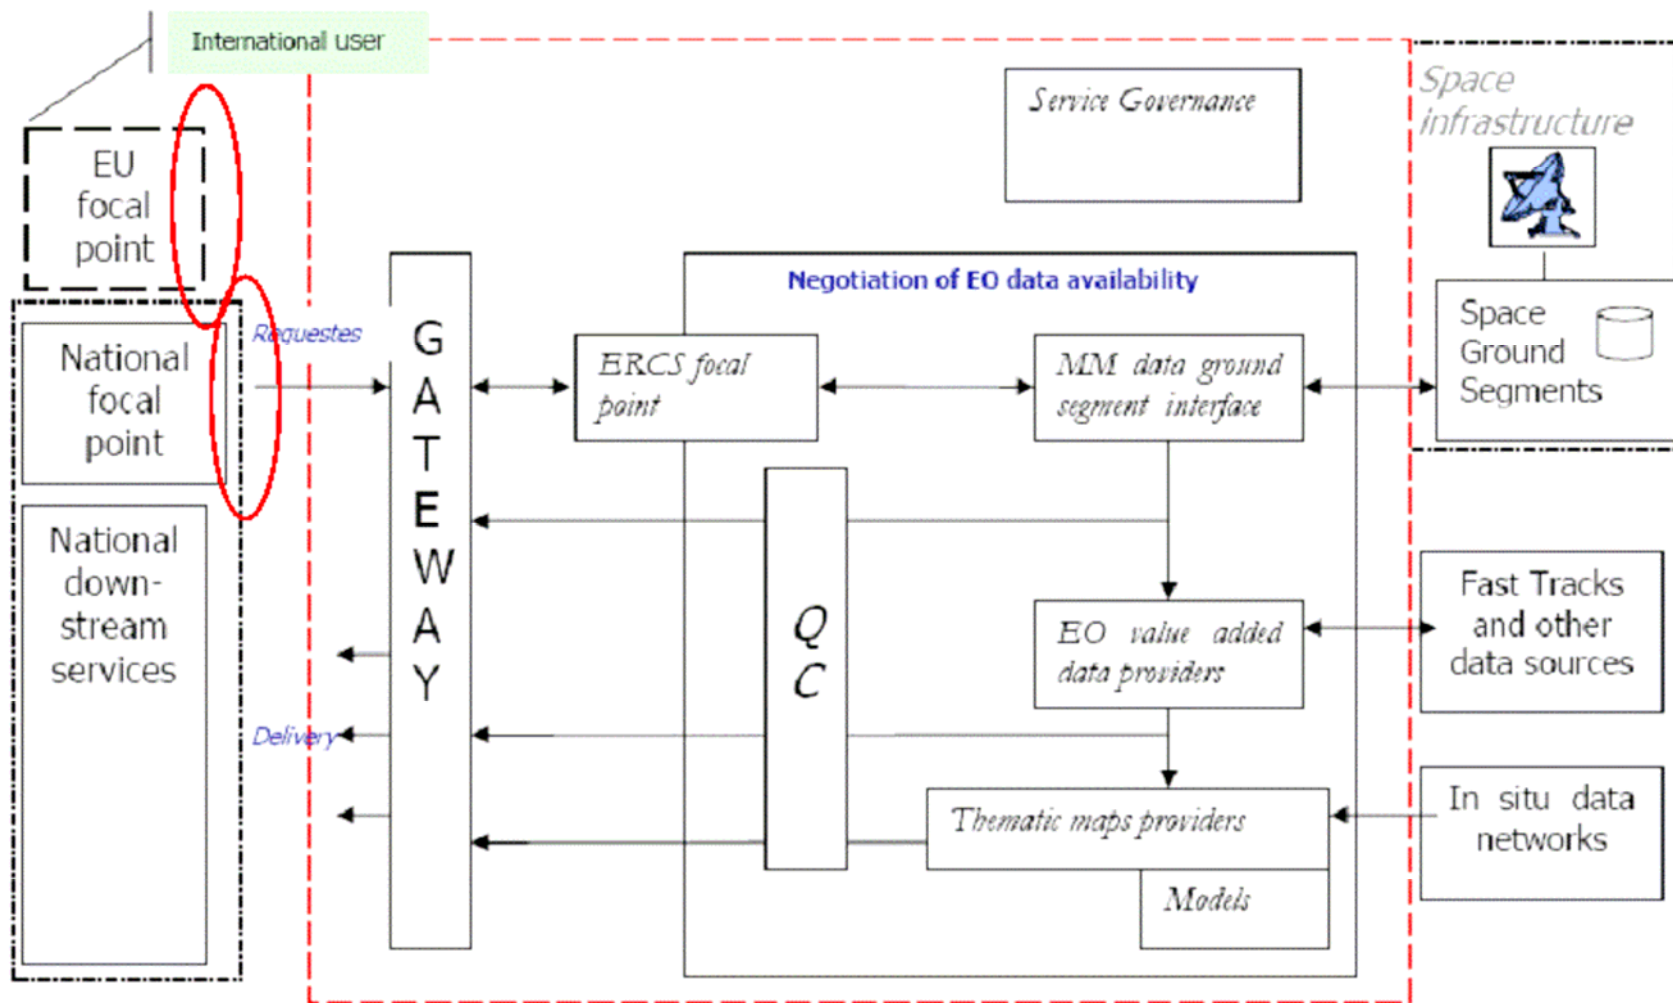 International user
Service Governance
Space
infrastructure
EU
focal
point
Negotiation of EO data availability
Requestes
National
focal
point
G
A
T
E
W
A
Y
ERCS focal
point
MM data ground
segment interface
Space
Ground
Segments
National
down-
stream
services
Q
C
EO value added
data providers
Fast Tracks
and other
data sources
Delivery
Thematic maps providers
In situ data
networks
Models